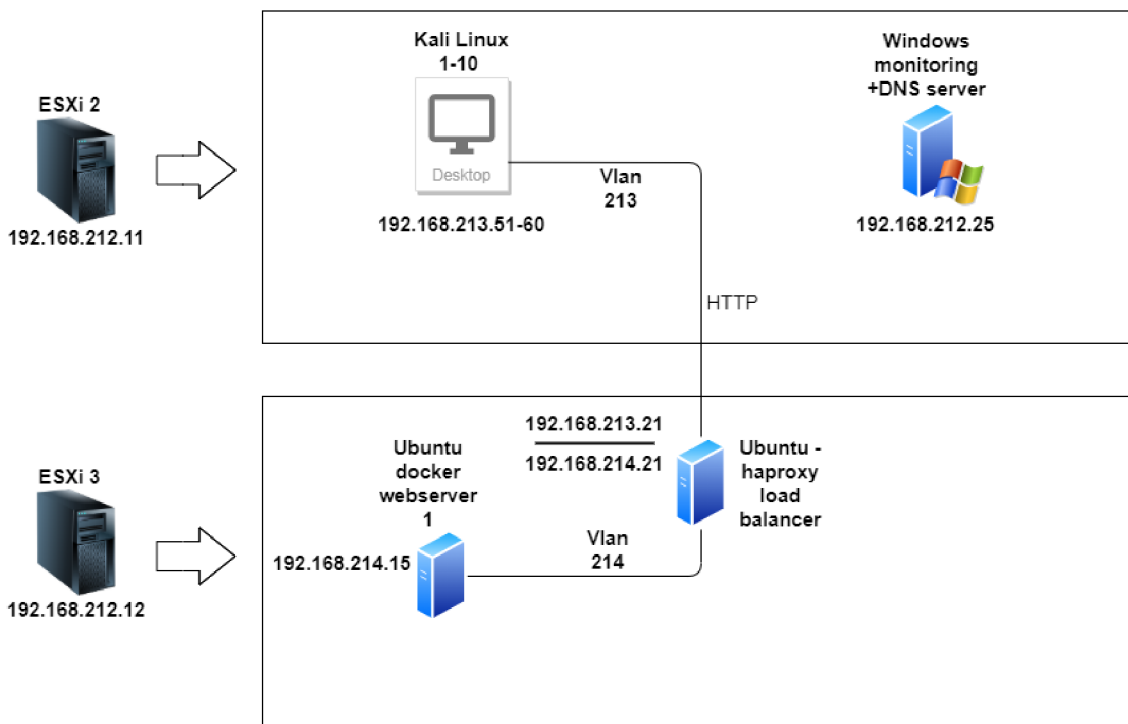 Kali Linux
1-10
Desktop
192.168.213.51-60
Vlan
213
Windows
monitoring
+DNS server
192.168.212.25
ESXi 2
192.168.212.11
HTTP
ESXi 3
192.168.212.12
Ubuntu
docker
webserver
1
192.168.214.15
192.168.213.21
192.168.214.21
Vlan
214
Ubuntu -
haproxy
load
balancer